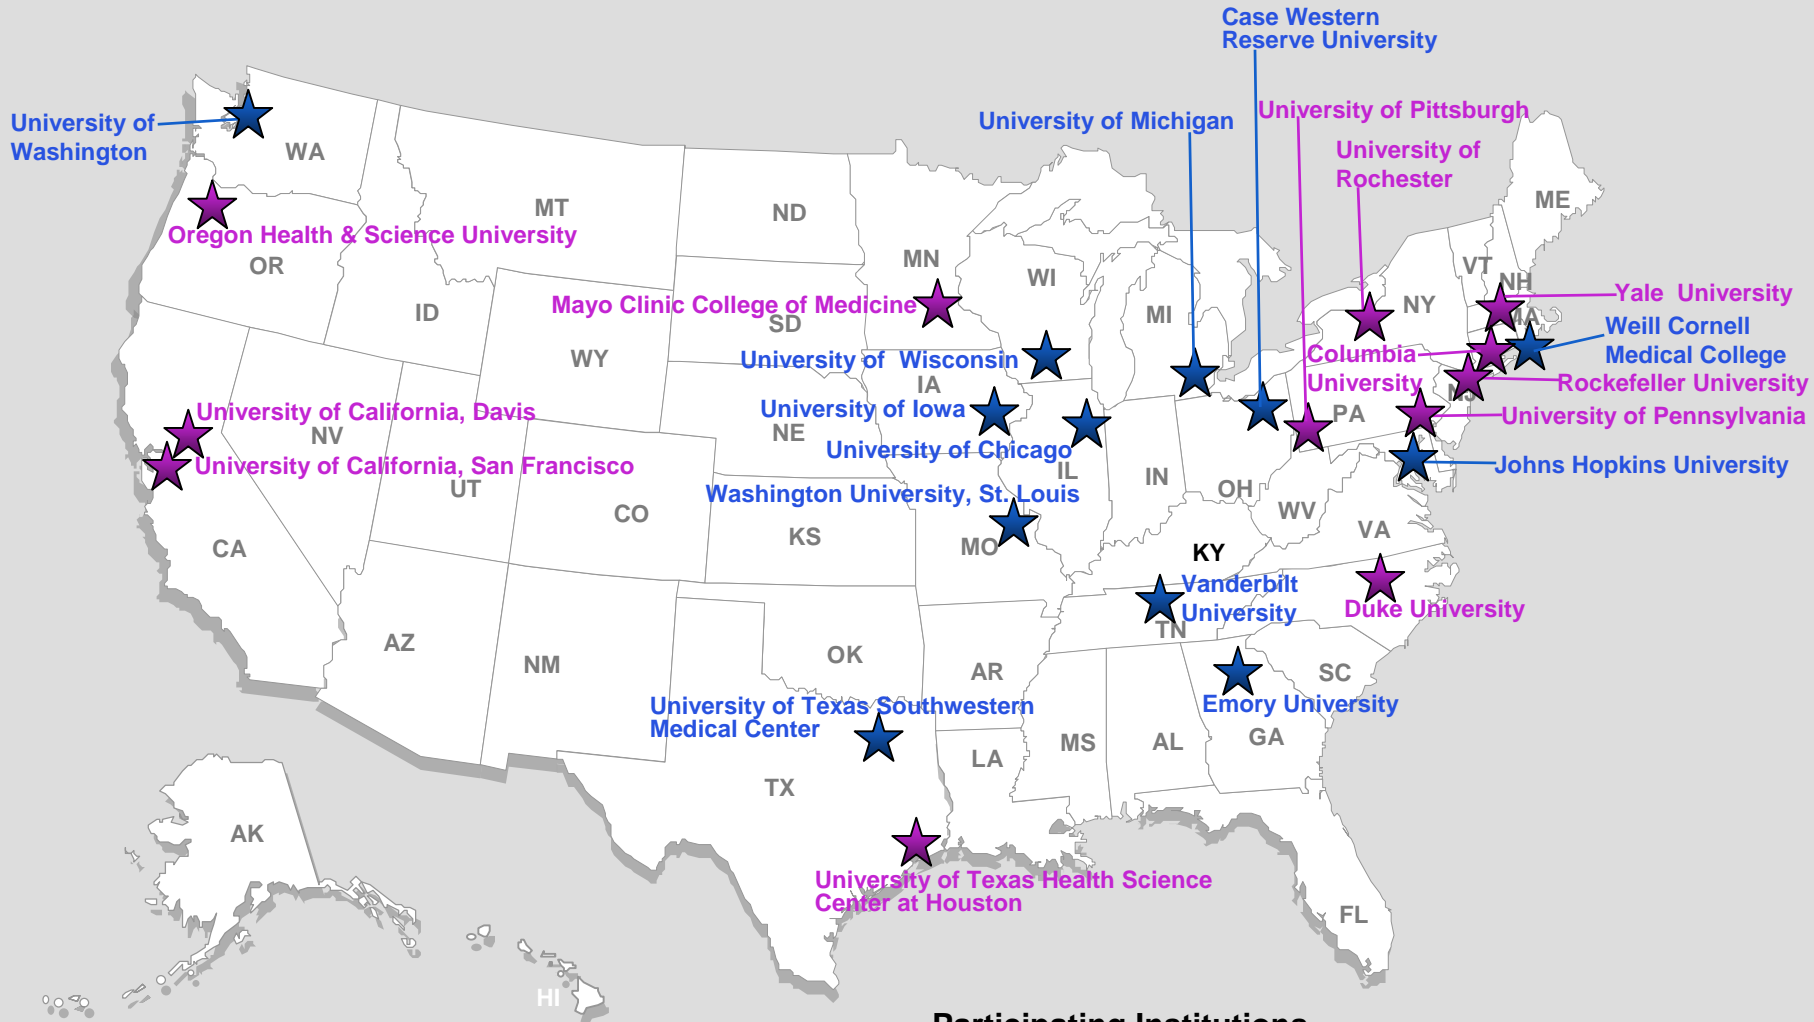 Case Western
Reserve University
University of Pittsburgh
University of Michigan
University of
Washington
WA
University of
Rochester
ME
MT
ND
Oregon Health & Science University
OR
MN
WI
VT
NH
Yale  University
Mayo Clinic College of Medicine
SD
ID
MI
NY
MA
Weill Cornell
Medical College
WY
University of  Wisconsin
Columbia
University
Rockefeller University
IA
NJ
University of California, Davis
NV
University of Iowa
NE
PA
University of Pennsylvania
University of Chicago
University of California, San Francisco
UT
IL
IN
OH
Johns Hopkins University
Washington University, St. Louis
CO
KS
MO
WV
VA
CA
KY
Vanderbilt
University
TN
Duke University
AZ
NM
OK
AR
SC
University of Texas Southwestern
Medical Center
Emory University
GA
MS
AL
LA
TX
AK
University of Texas Health Science
Center at Houston
FL
HI
Participating Institutions